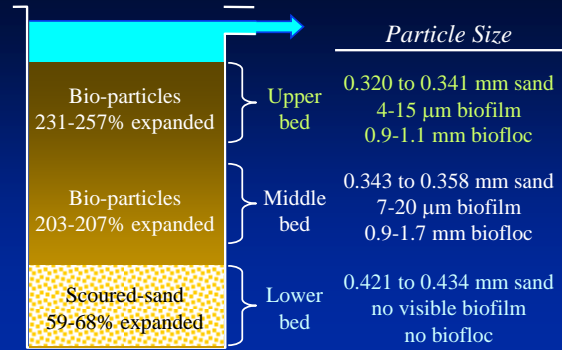 Particle Size
Bio-particles
231-257% expanded
Upper
bed
0.320 to 0.341 mm sand
4-15 µm biofilm
0.9-1.1 mm biofloc
Bio-particles
203-207% expanded
Middle
bed
0.343 to 0.358 mm sand
7-20 µm biofilm
0.9-1.7 mm biofloc
Scoured-sand
59-68% expanded
Lower
bed
0.421 to 0.434 mm sand
no visible biofilm
no biofloc